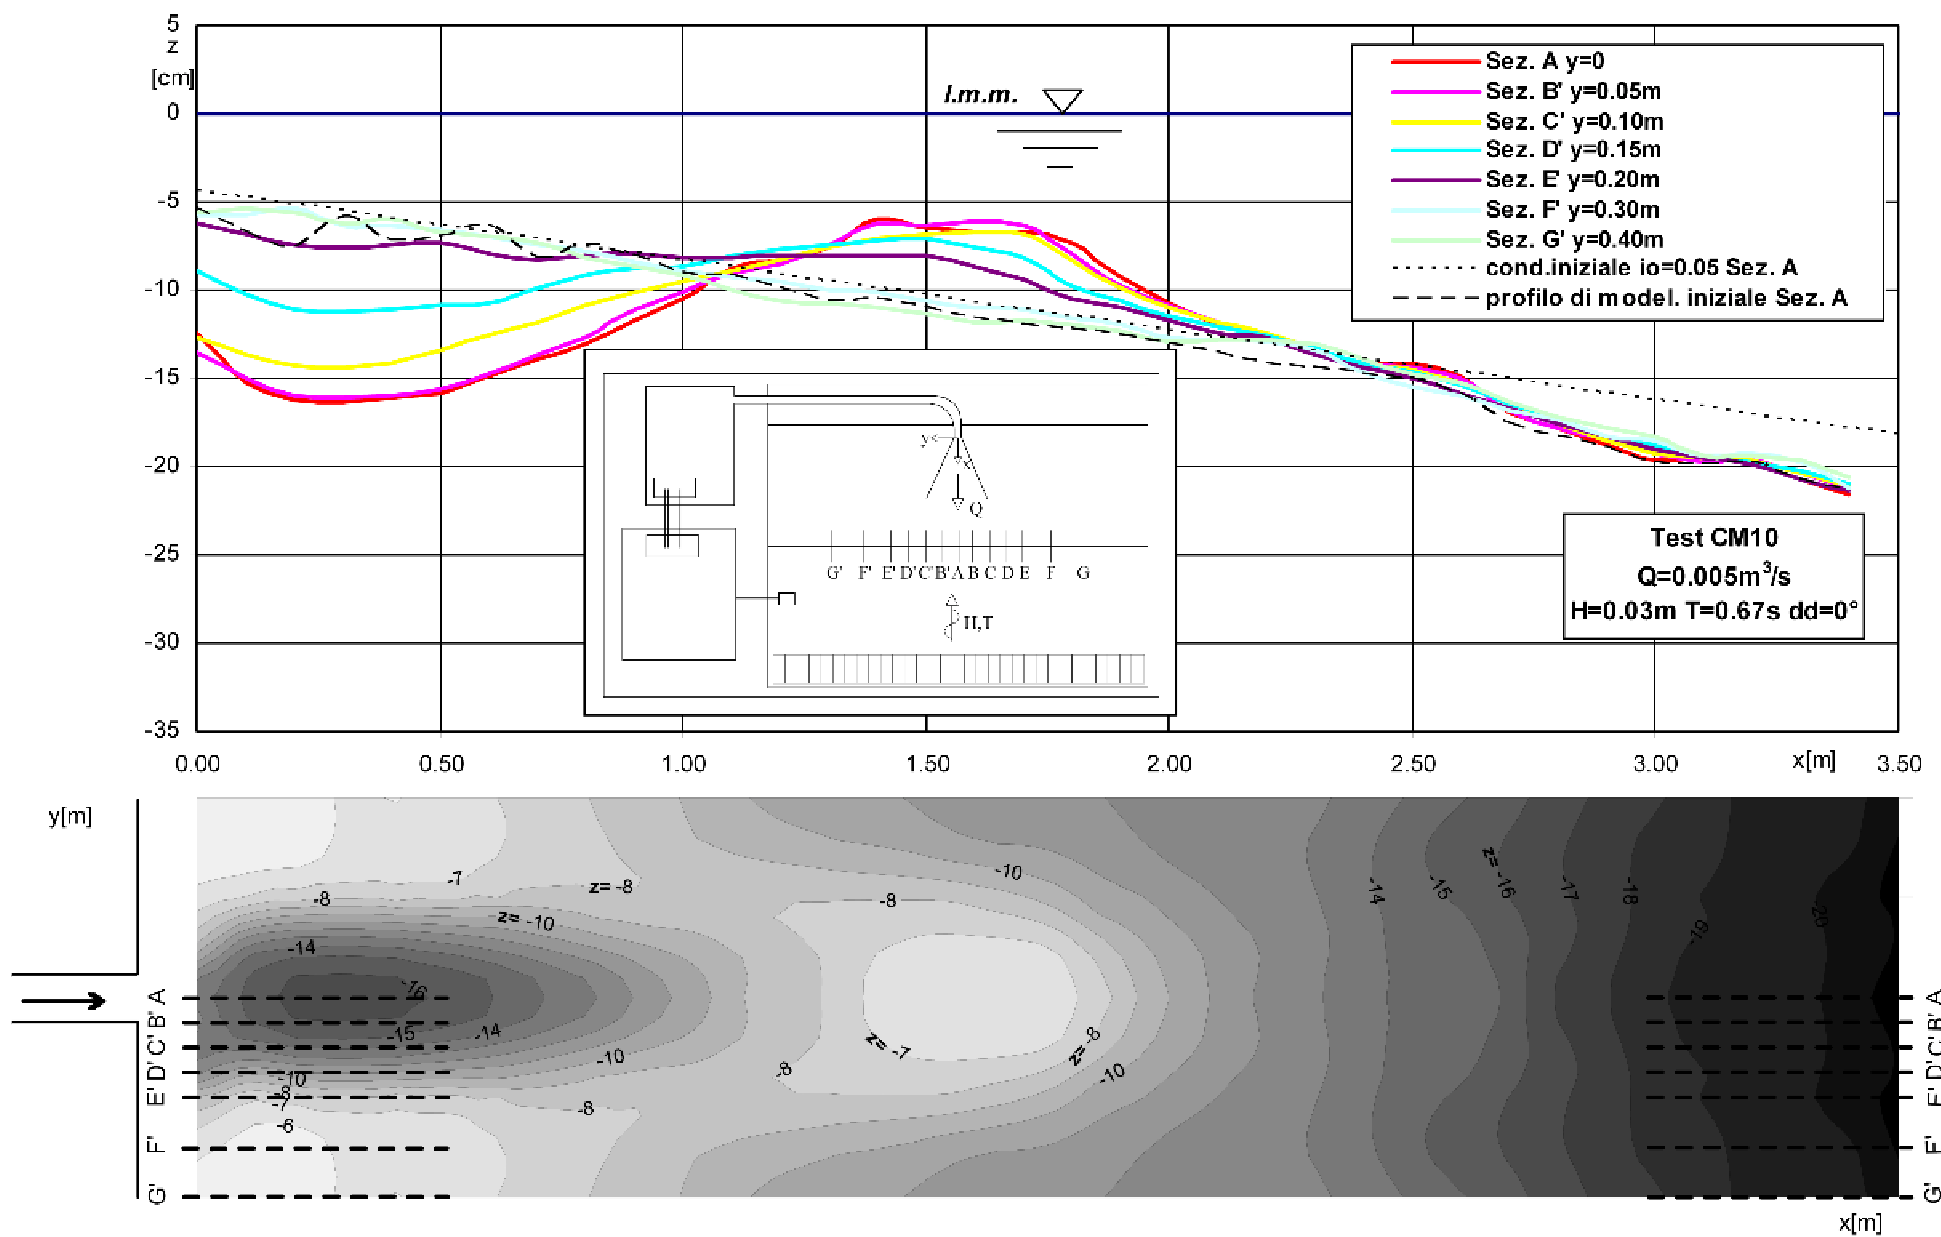 5
z
[cm]
0
-5
-10
-15
-20
-25
-30
-35
l.m.m.
Sez. A y=0
Sez. B' y=0.05m
Sez. C' y=0.10m
Sez. D' y=0.15m
Sez. E' y=0.20m
Sez. F' y=0.30m
Sez. G' y=0.40m
cond.iniziale io=0.05 Sez. A
profilo di model. iniziale Sez. A
y
x
Q
G' F' E' D' C' B' A B C D E F G
H,T
Test CM10
Q=0.005m³/s
H=0.03m T=0.67s dd=0°
0.00 0.50 1.00 1.50 2.00 2.50 3.00 x[m] 3.50
y[m]
-7
z= -8
-8
z= -10
-14
-16
-15
-14
-10
-10
-8
-7
-6
-8
-10
-8
-8
z= -7
z= -8
-10
-14
-15
z= -16
-17
-18
-19
-20
A
B'
C'
D'
E'
F'
G'
A
B'
C'
D'
E'
F'
G'
x[m]